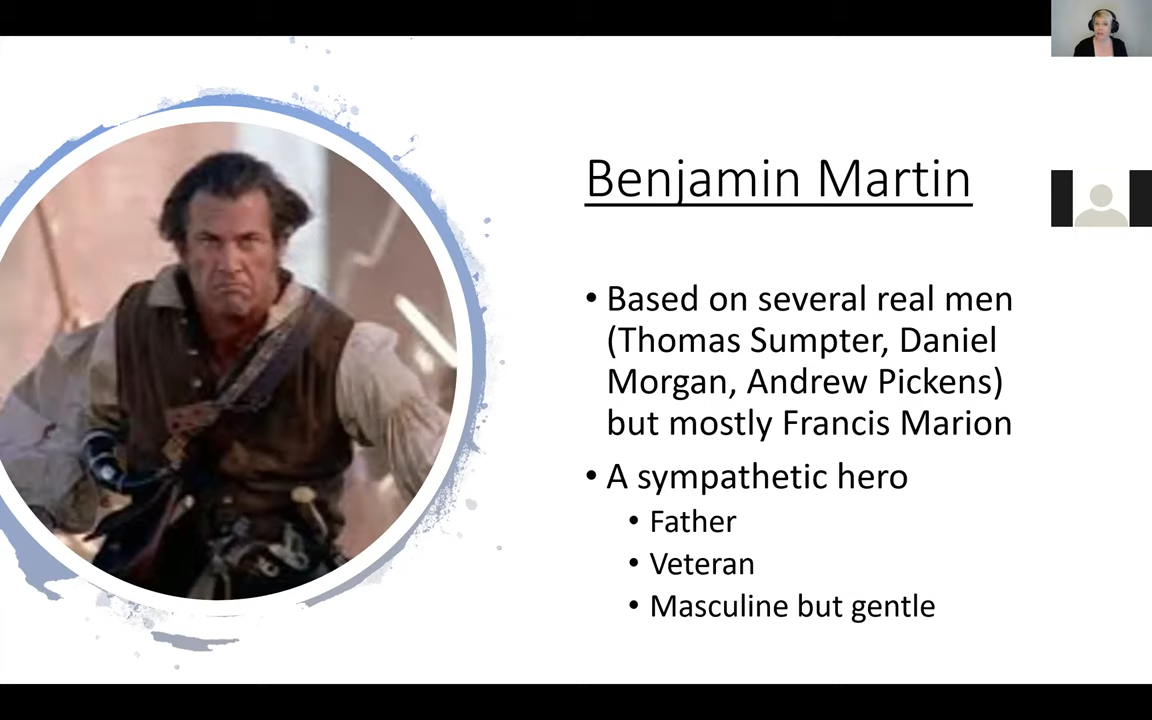 Benjamin Martin
• Based on several real men
(Thomas Sumpter, Daniel
Morgan, Andrew Pickens)
but mostly Francis Marion
• A sympathetic hero
• Father
• Veteran
• Masculine but gentle